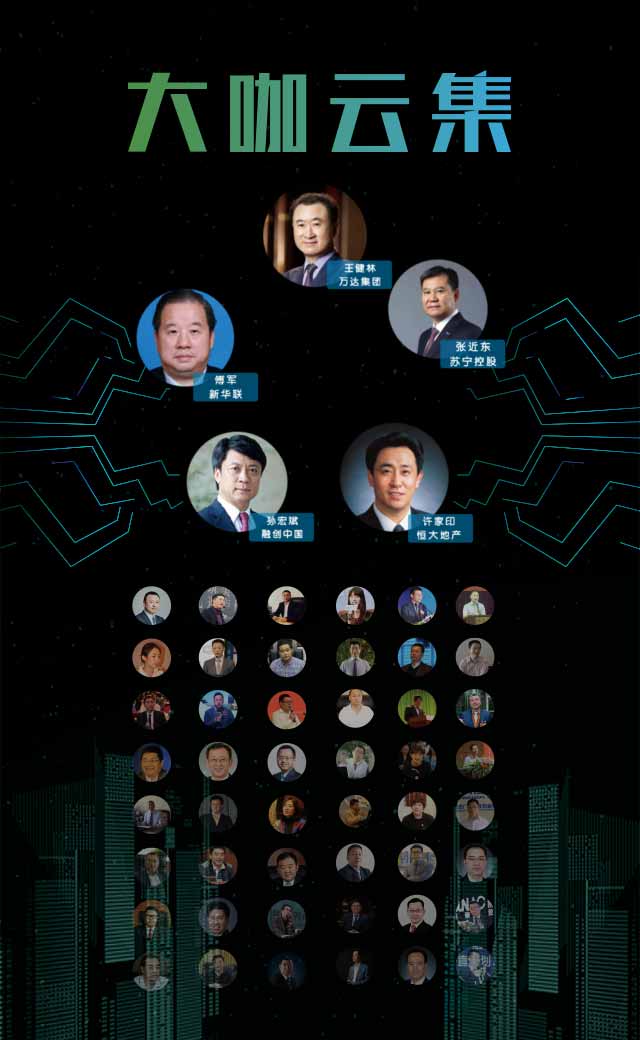 大咖云集
王健林
万达集团
张近东
苏宁控股
傅军
新华联
孙宏斌
融创中国
许家印
恒大地产